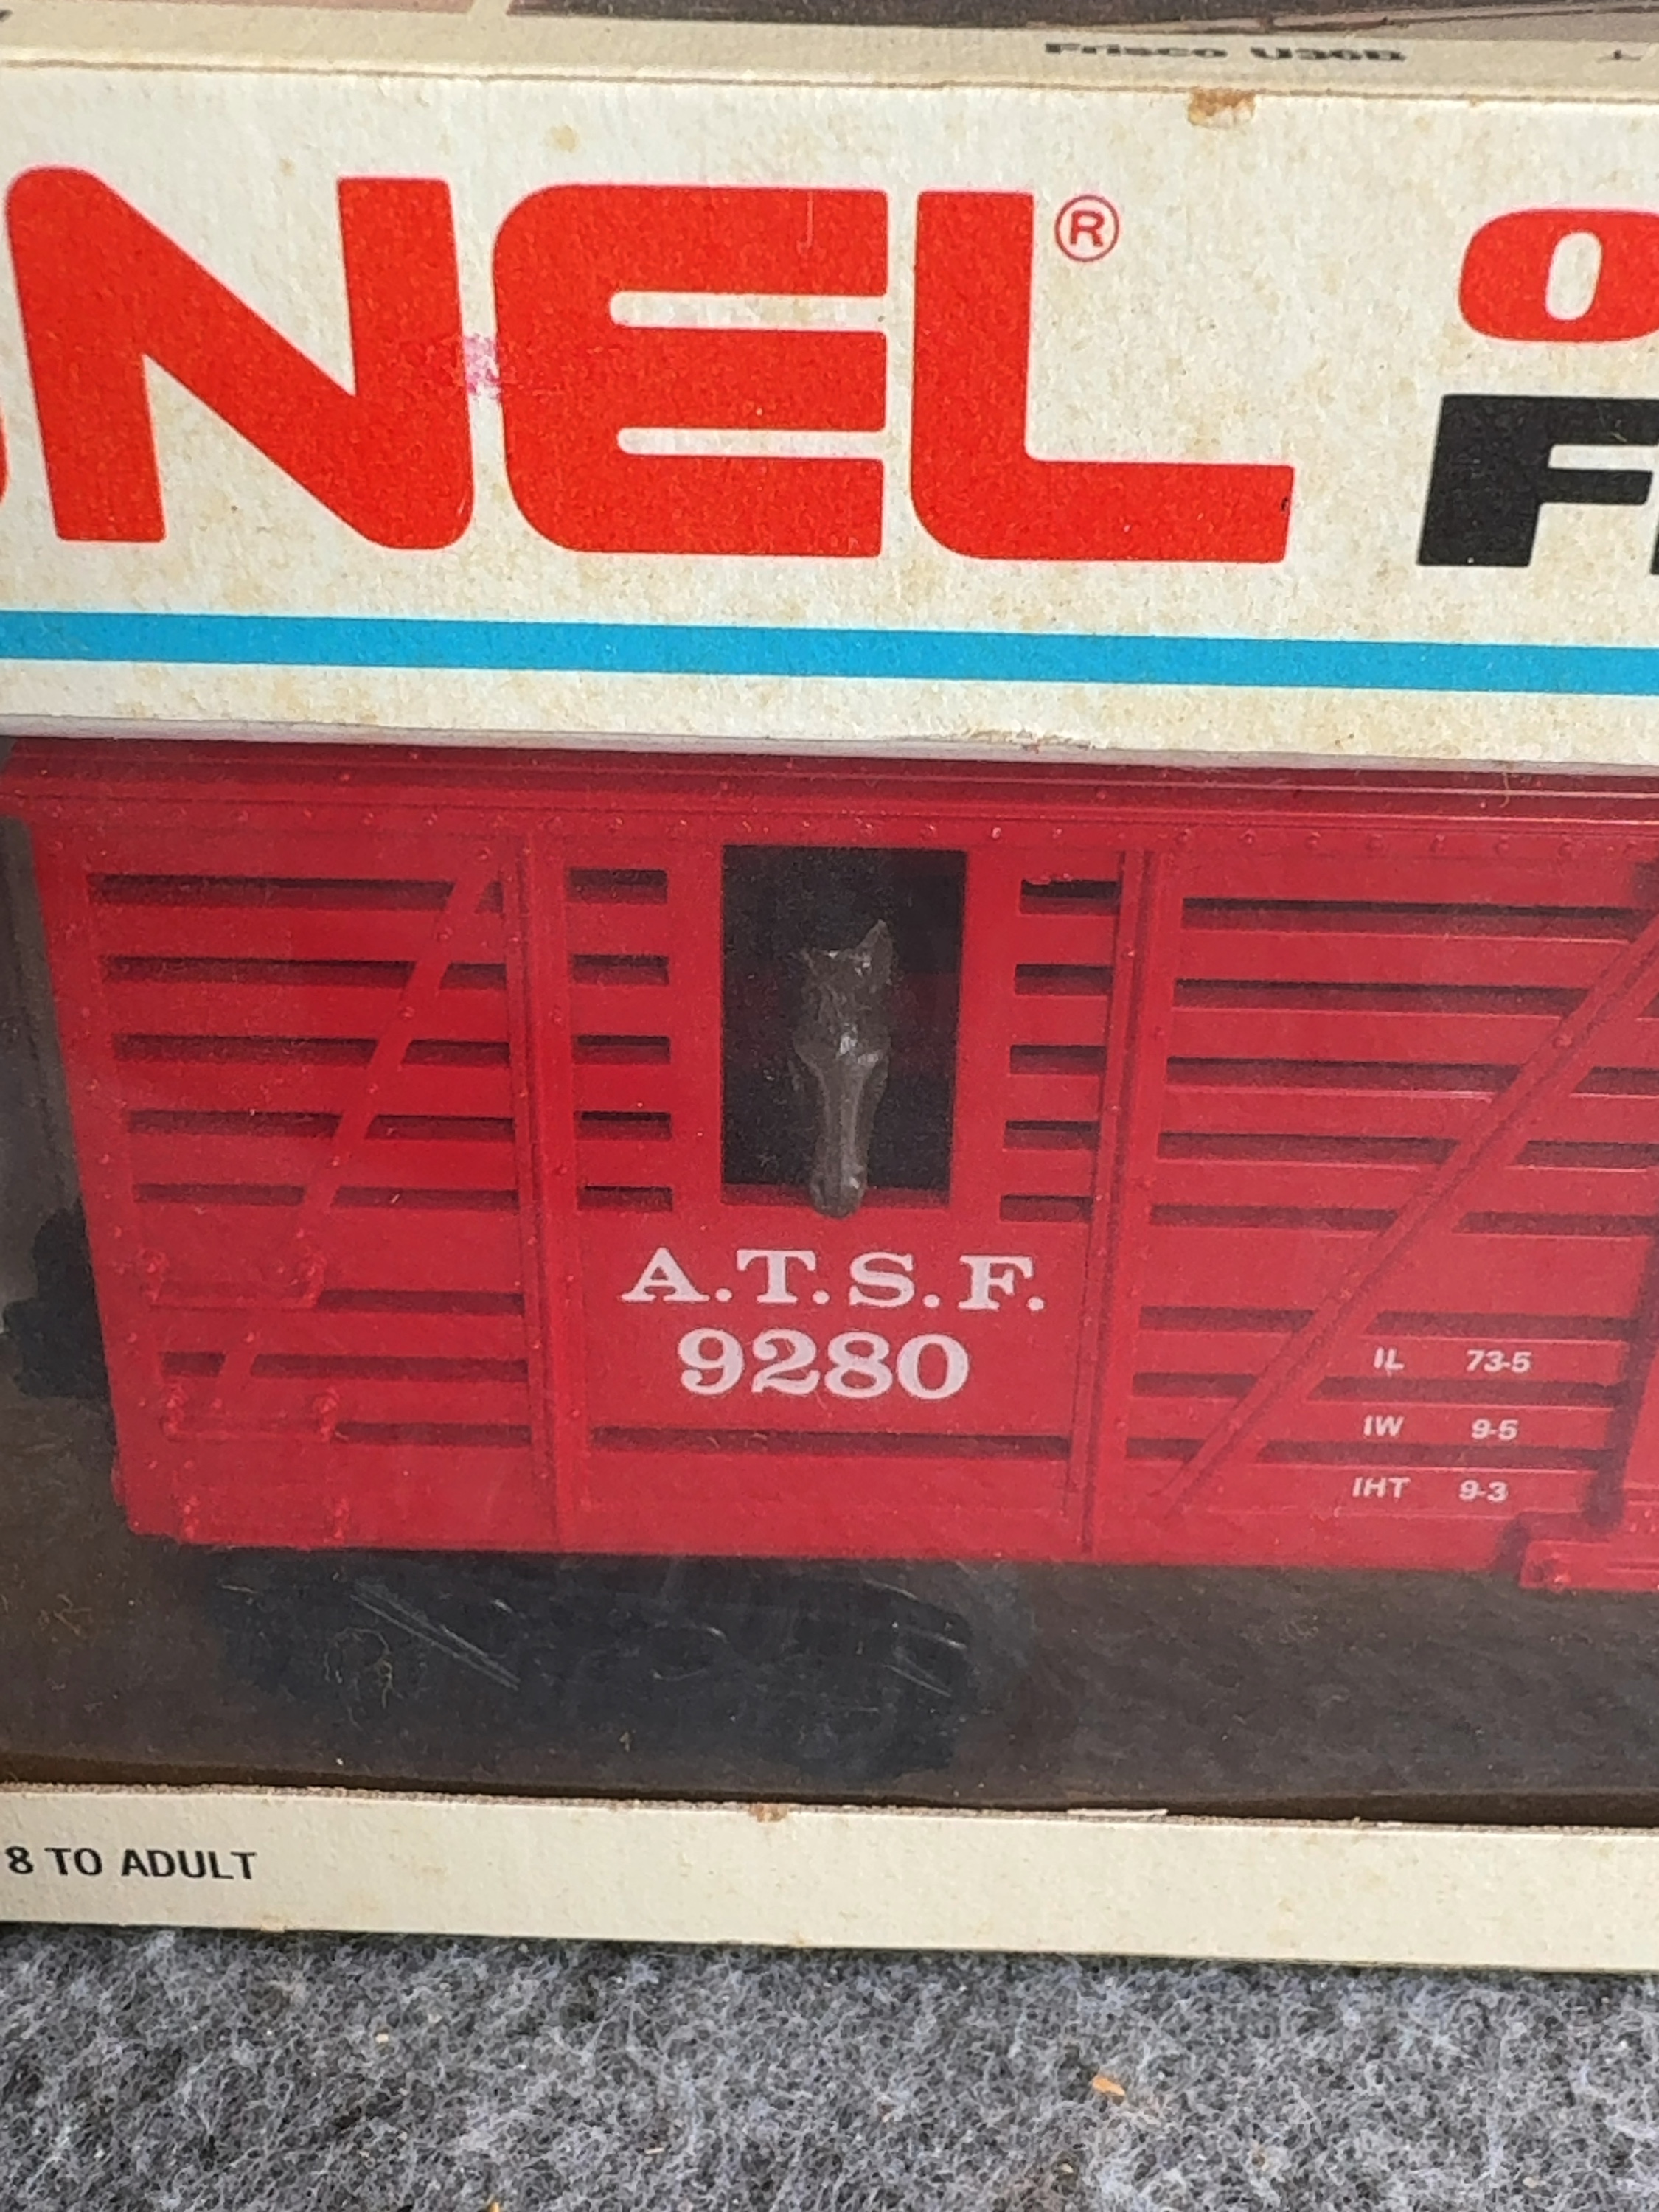 Frisco U36B
NEL®
O
F
A.T.S.F.
9280
IL 73-5
IW 9-5
IHT 9-3
8 TO ADULT